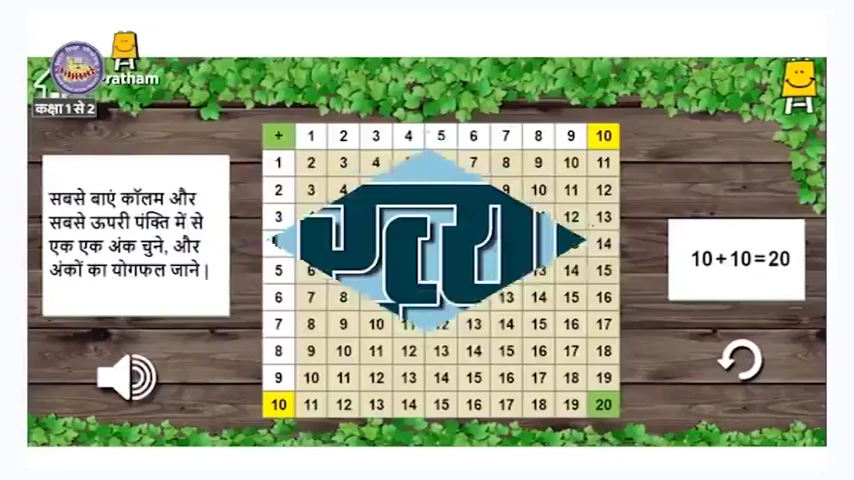 Pratham
कक्षा 1 से 2
सबसे बाएं कॉलम और
सबसे ऊपरी पंक्ति में से
एक एक अंक चुने, और
अंकों का योगफल जाने |
+ 1 2 3 4 5 6 7 8 9 10
1 2 3 4 7 8 9 10 11
2 3 4 9 10 11 12
3 12 13
14
5 6 13 14 15
6 7 8 13 14 15 16
7 8 9 10 11 12 13 14 15 16 17
8 9 10 11 12 13 14 15 16 17 18
9 10 11 12 13 14 15 16 17 18 19
10 11 12 13 14 15 16 17 18 19 20
10+10=20